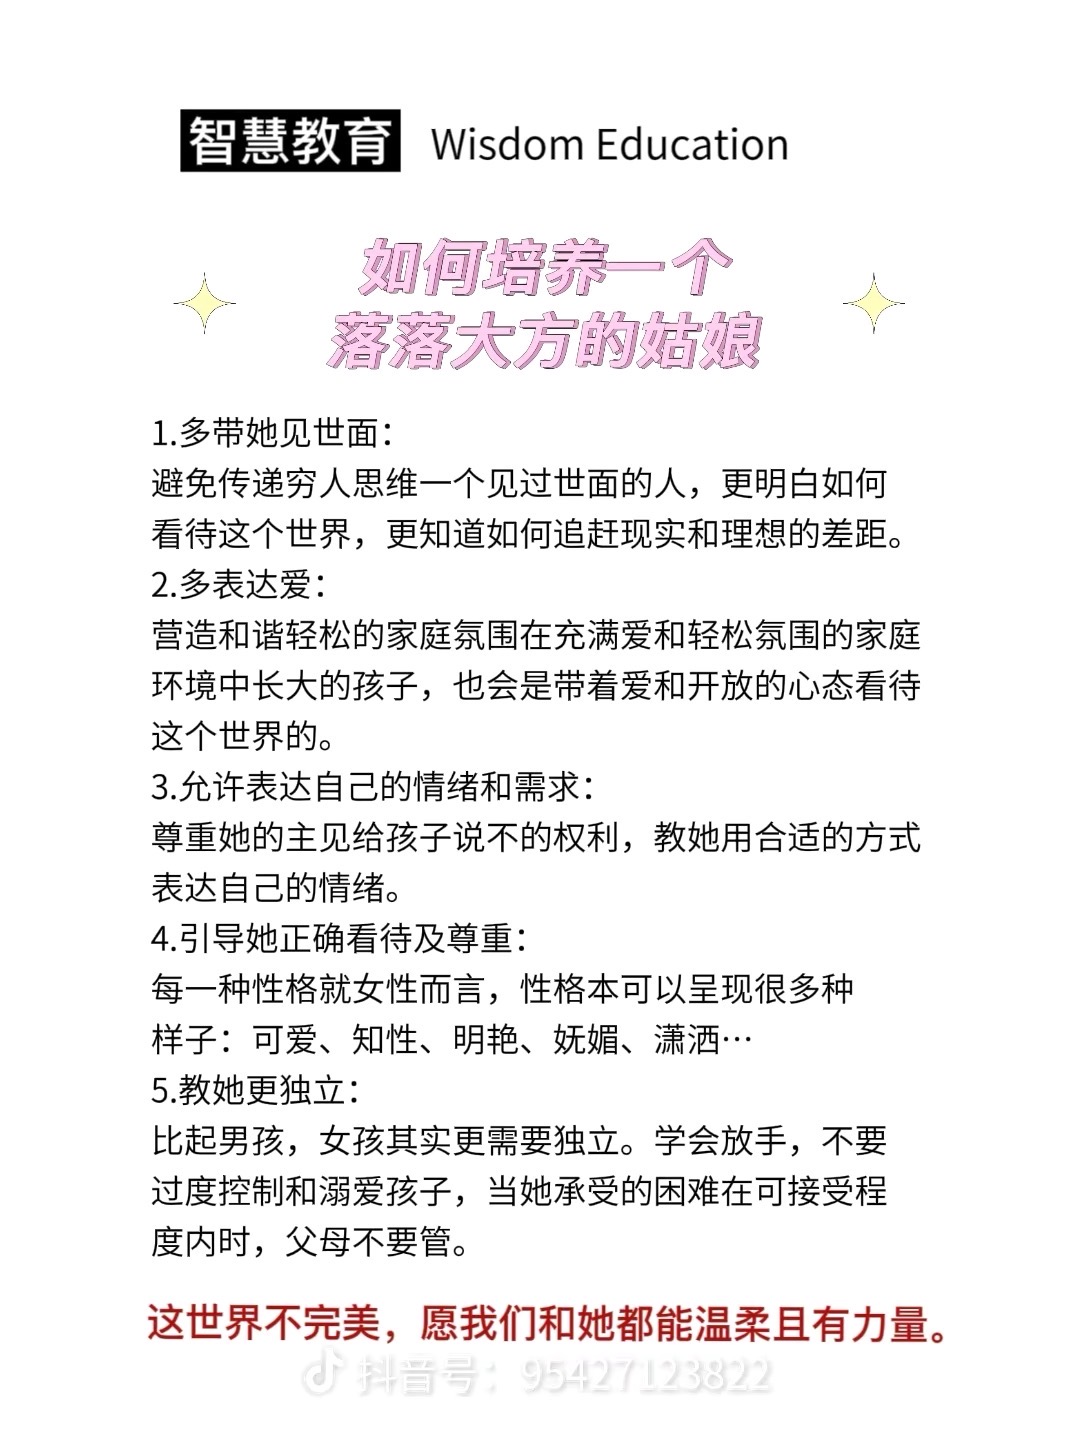 智慧教育 Wisdom Education
如何培养一个
落落大方的姑娘
1.多带她见世面：
避免传递穷人思维一个见过世面的人，更明白如何
看待这个世界，更知道如何追赶现实和理想的差距。
2.多表达爱：
营造和谐轻松的家庭氛围在充满爱和轻松氛围的家庭
环境中长大的孩子，也会是带着爱和开放的心态看待
这个世界的。
3.允许表达自己的情绪和需求：
尊重她的主见给孩子说不的权利，教她用合适的方式
表达自己的情绪。
4.引导她正确看待及尊重：
每一种性格就女性而言，性格本可以呈现很多种
样子：可爱、知性、明艳、妩媚、潇洒…
5.教她更独立：
比起男孩，女孩其实更需要独立。学会放手，不要
过度控制和溺爱孩子，当她承受的困难在可接受程
度内时，父母不要管。
这世界不完美，愿我们和她都能温柔且有力量。
抖音号：95427123822